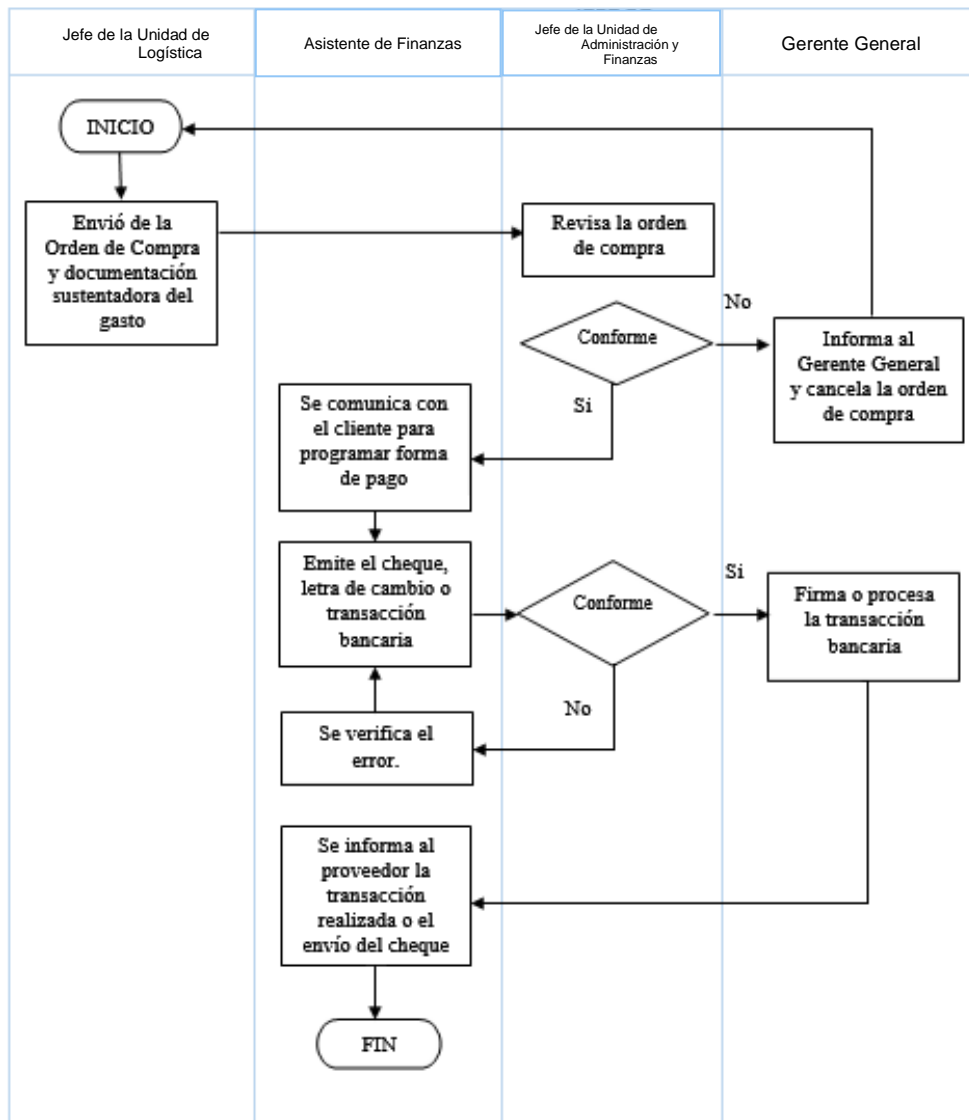 Jefe de la Unidad de
Logística
Asistente de Finanzas
Jefe de la Unidad de
Administración y
Finanzas
Gerente General
INICIO
Envió de la
Orden de Compra
y documentación
sustentadora del
gasto
Revisa la orden
de compra
Conforme
No
Informa al
Gerente General
y cancela la orden
de compra
Si
Se comunica con
el cliente para
programar forma
de pago
Emite el cheque,
letra de cambio o
transacción
bancaria
Conforme
Si
Firma o procesa
la transacción
bancaria
No
Se verifica el
error.
Se informa al
proveedor la
transacción
realizada o el
envío del cheque
FIN